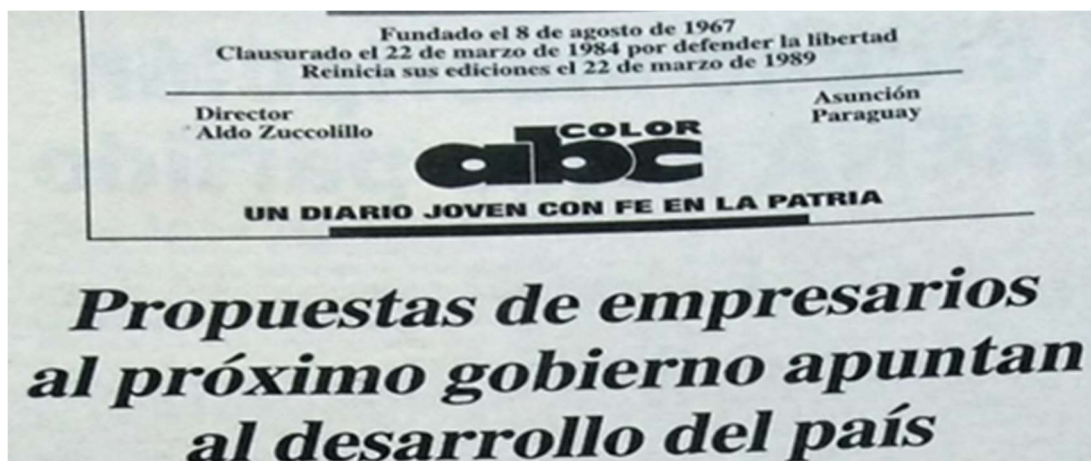 Fundado el 8 de agosto de 1967
Clausurado el 22 de marzo de 1984 por defender la libertad
Reinicia sus ediciones el 22 de marzo de 1989
Director
Aldo Zuccolillo
Asunción
Paraguay
abc COLOR
UN DIARIO JOVEN CON FE EN LA PATRIA
Propuestas de empresarios
al próximo gobierno apuntan
al desarrollo del país